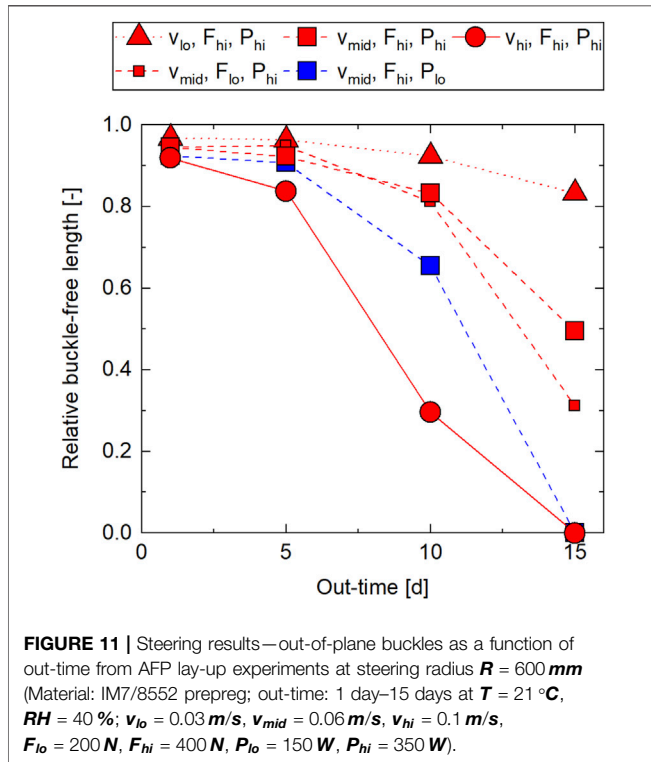 v_lo, F_hi, P_hi v_mid, F_hi, P_hi v_hi, F_hi, P_hi
v_mid, F_lo, P_hi v_mid, F_hi, P_lo
1.0
0.8
0.6
0.4
0.2
0.0
Relative buckle-free length [-]
0 5 10 15
Out-time [d]
FIGURE 11 | Steering results—out-of-plane buckles as a function of
out-time from AFP lay-up experiments at steering radius R = 600 mm
(Material: IM7/8552 prepreg; out-time: 1 day–15 days at T = 21 °C,
RH = 40 %; v_lo = 0.03 m/s, v_mid = 0.06 m/s, v_hi = 0.1 m/s,
F_lo = 200 N, F_hi = 400 N, P_lo = 150 W, P_hi = 350 W).